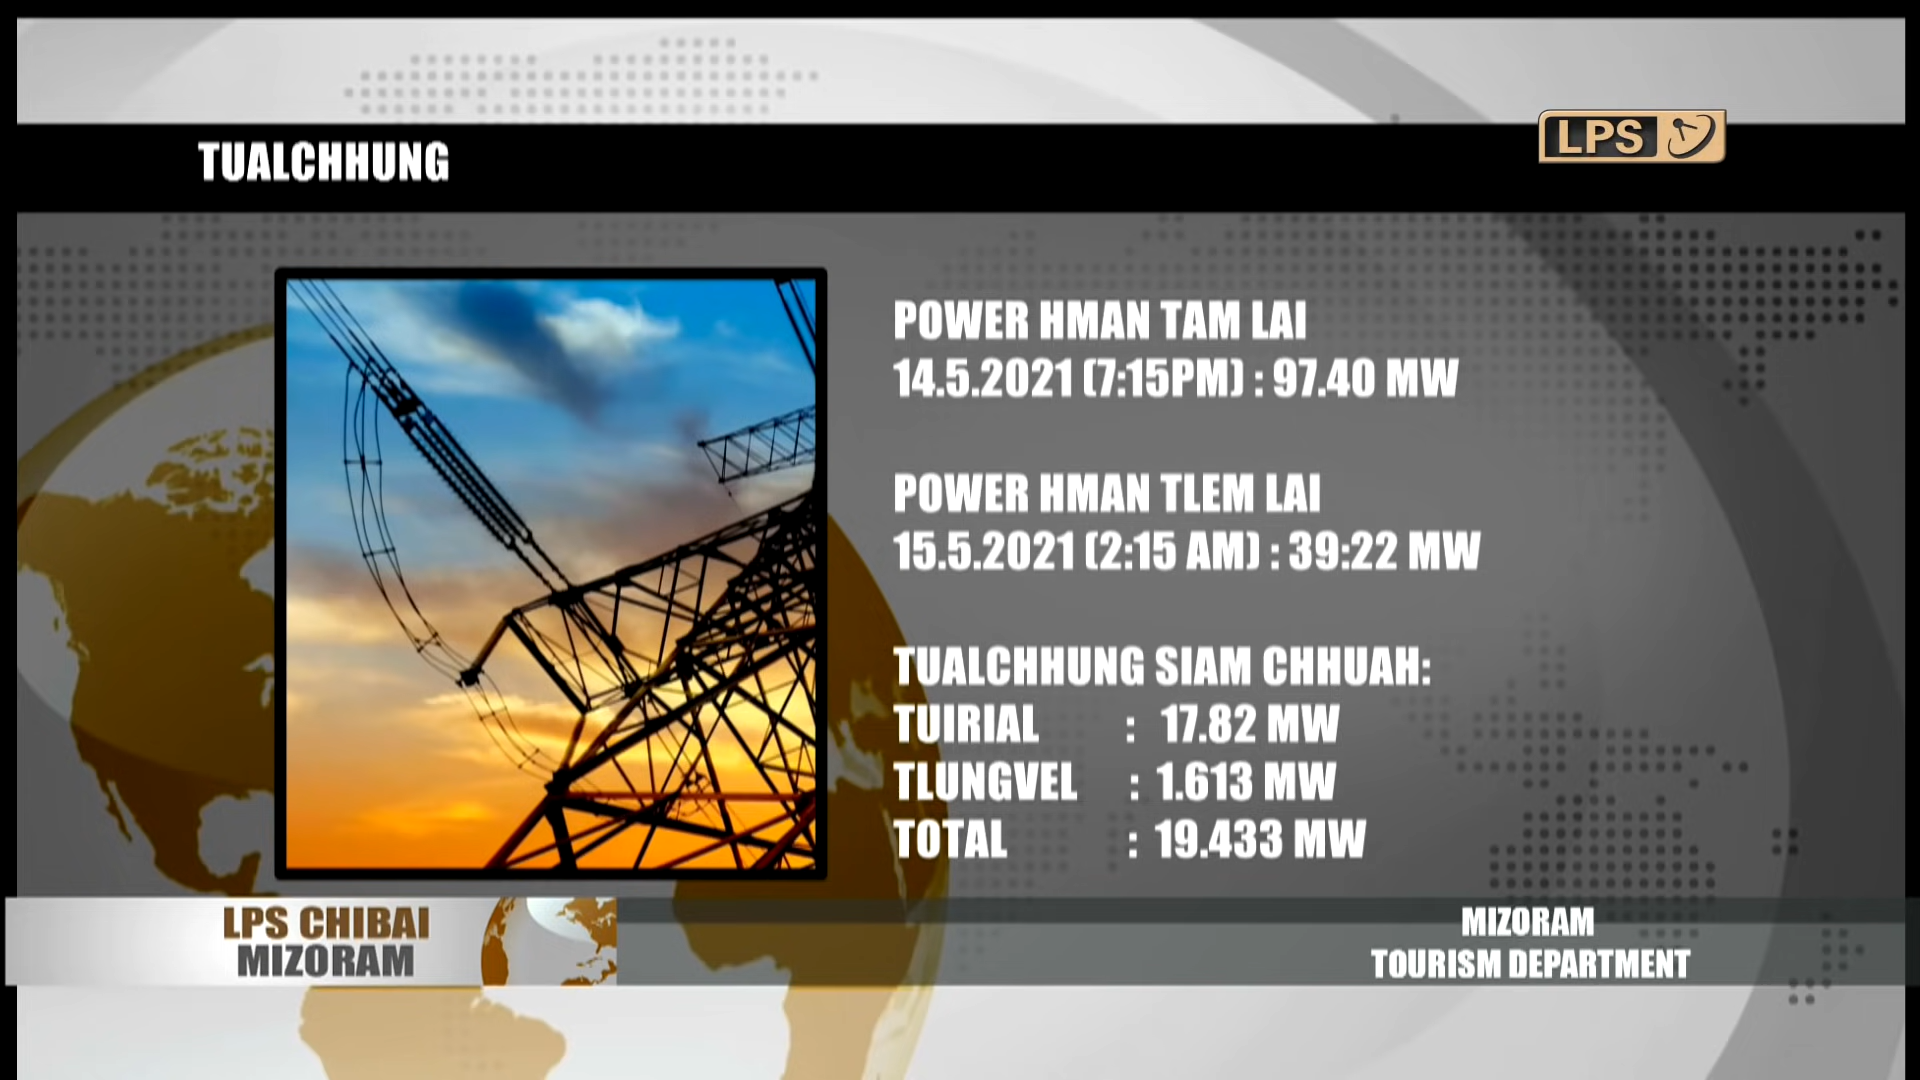 TUALCHHUNG
LPS
POWER HMAN TAM LAI
14.5.2021 (7:15PM) : 97.40 MW
POWER HMAN TLEM LAI
15.5.2021 (2:15 AM) : 39:22 MW
TUALCHHUNG SIAM CHHUAH:
TUIRIAL : 17.82 MW
TLUNGVEL : 1.613 MW
TOTAL : 19.433 MW
LPS CHIBAI
MIZORAM
MIZORAM
TOURISM DEPARTMENT